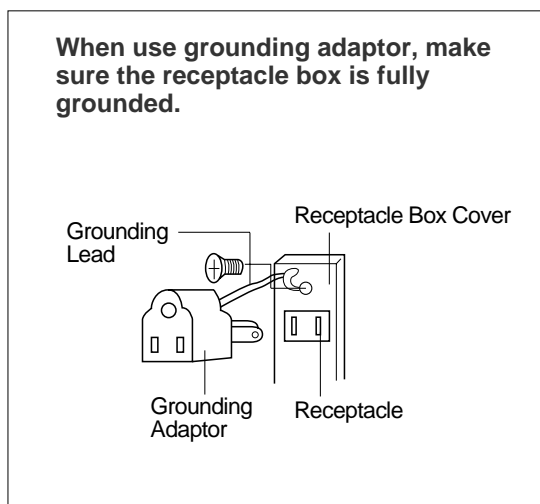 When use grounding adaptor, make
sure the receptacle box is fully
grounded.
Grounding
Lead
Receptacle Box Cover
Grounding
Adaptor
Receptacle